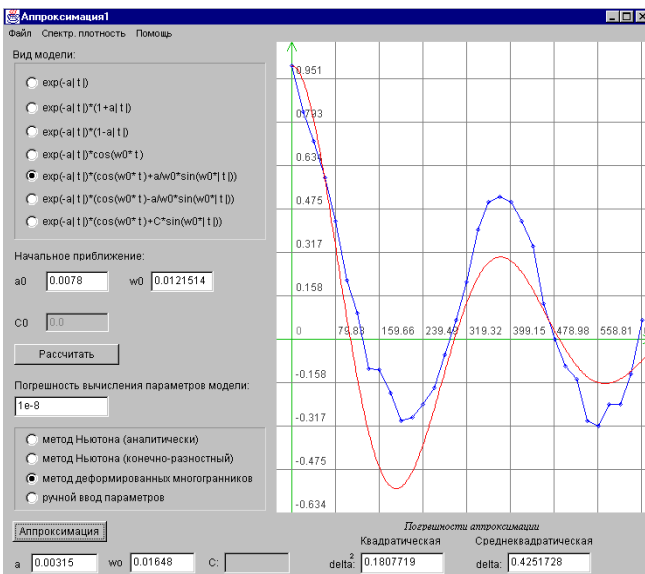 Аппроксимация1
Файл Спектр. плотность Помощь
Вид модели:
exp(-a| t |)
exp(-a| t |)*(1+a| t |)
exp(-a| t |)*(1-a| t |)
exp(-a| t |)*cos(w0* t )
exp(-a| t |)*(cos(w0* t )+a/w0*sin(w0*| t |))
exp(-a| t |)*(cos(w0* t )-a/w0*sin(w0*| t |))
exp(-a| t |)*(cos(w0* t )+C*sin(w0*| t |))
Начальное приближение:
a0 0.0078 w0 0.0121514
C0 0.0
Рассчитать
Погрешность вычисления параметров модели:
1e-8
метод Ньютона (аналитически)
метод Ньютона (конечно-разностный)
метод деформированных многогранников
ручной ввод параметров
Аппроксимация
a 0.00315 wo 0.01648 C:
0.951
0.793
0.634
0.475
0.317
0.158
0 79.83 159.66 239.49 319.32 399.15 478.98 558.81
-0.158
-0.317
-0.475
-0.634
Погрешности аппроксимации
Квадратическая Среднеквадратическая
delta:² 0.1807719 delta: 0.4251728